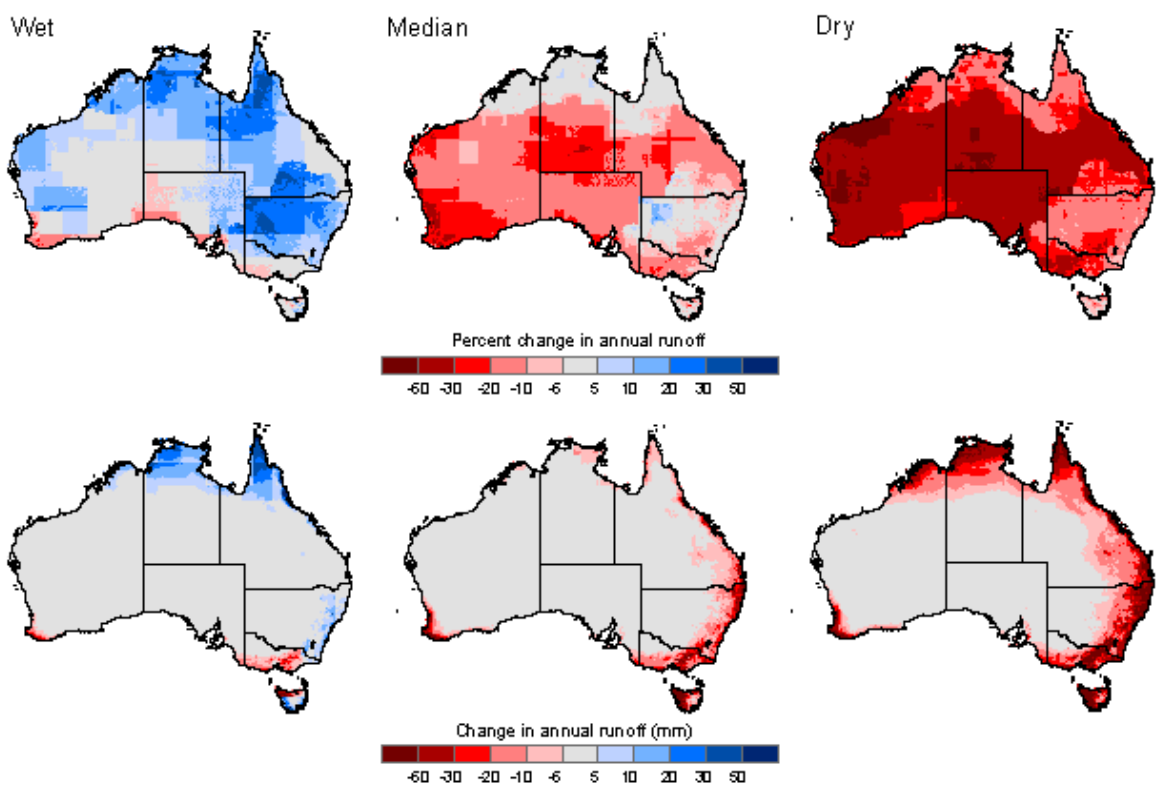 Wet Median Dry
Percent change in annual runoff
-60 -30 -20 -10 -6 5 10 20 30 50
Change in annual runoff (mm)
-60 -30 -20 -10 -6 5 10 20 30 50